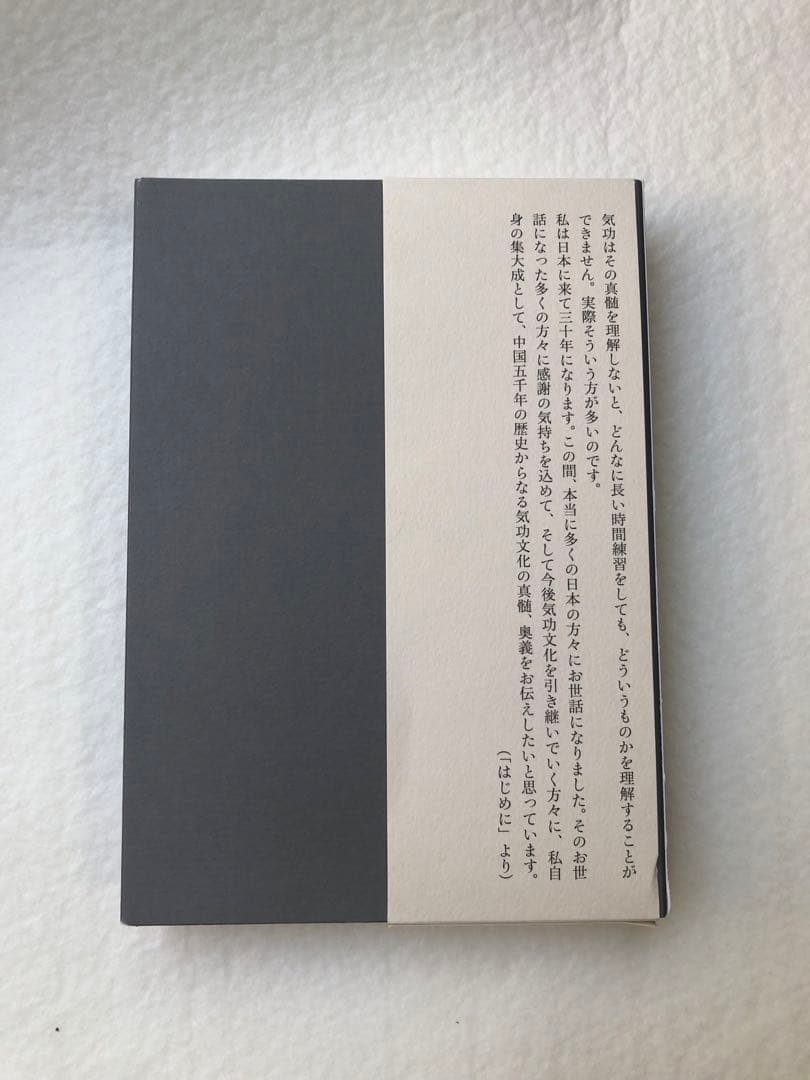 気功はその真髄を理解しないと、どんなに長い時間練習をしても、どういうものかを理解することが
できません。実際そういう方が多いのです。
私は日本に来て三十年になります。この間、本当に多くの日本の方々にお世話になりました。そのお世
話になった多くの方々に感謝の気持ちを込めて、そして今後気功文化を引き継いでいく方々に、私自
身の集大成として、中国五千年の歴史からなる気功文化の真髄、奥義をお伝えしたいと思っています。
（「はじめに」より）